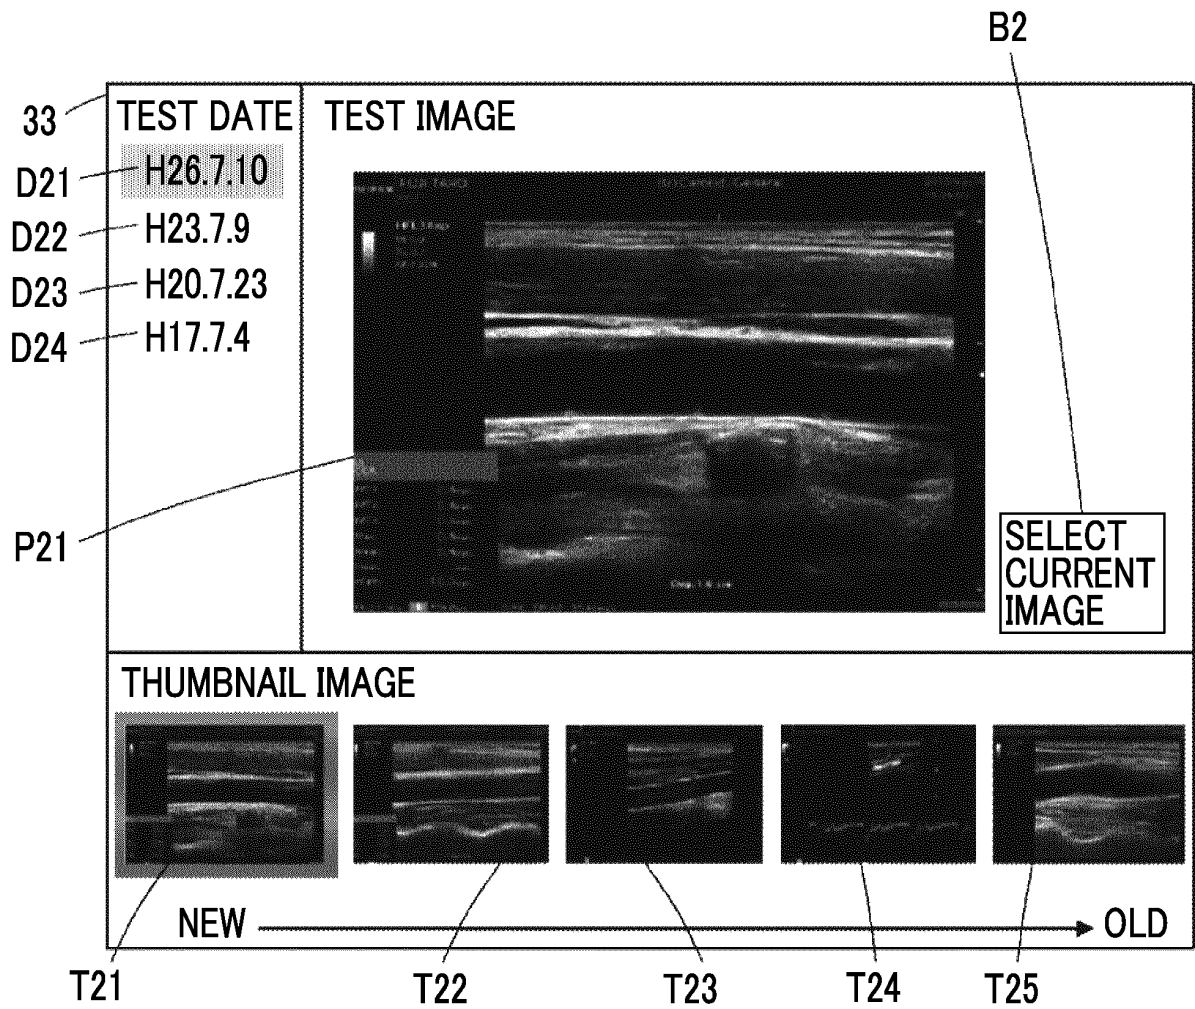 B2
33
TEST DATE
TEST IMAGE
D21
H26.7.10
D22
H23.7.9
D23
H20.7.23
D24
H17.7.4
P21
SELECT
CURRENT
IMAGE
THUMBNAIL IMAGE
NEW
OLD
T21
T22
T23
T24
T25